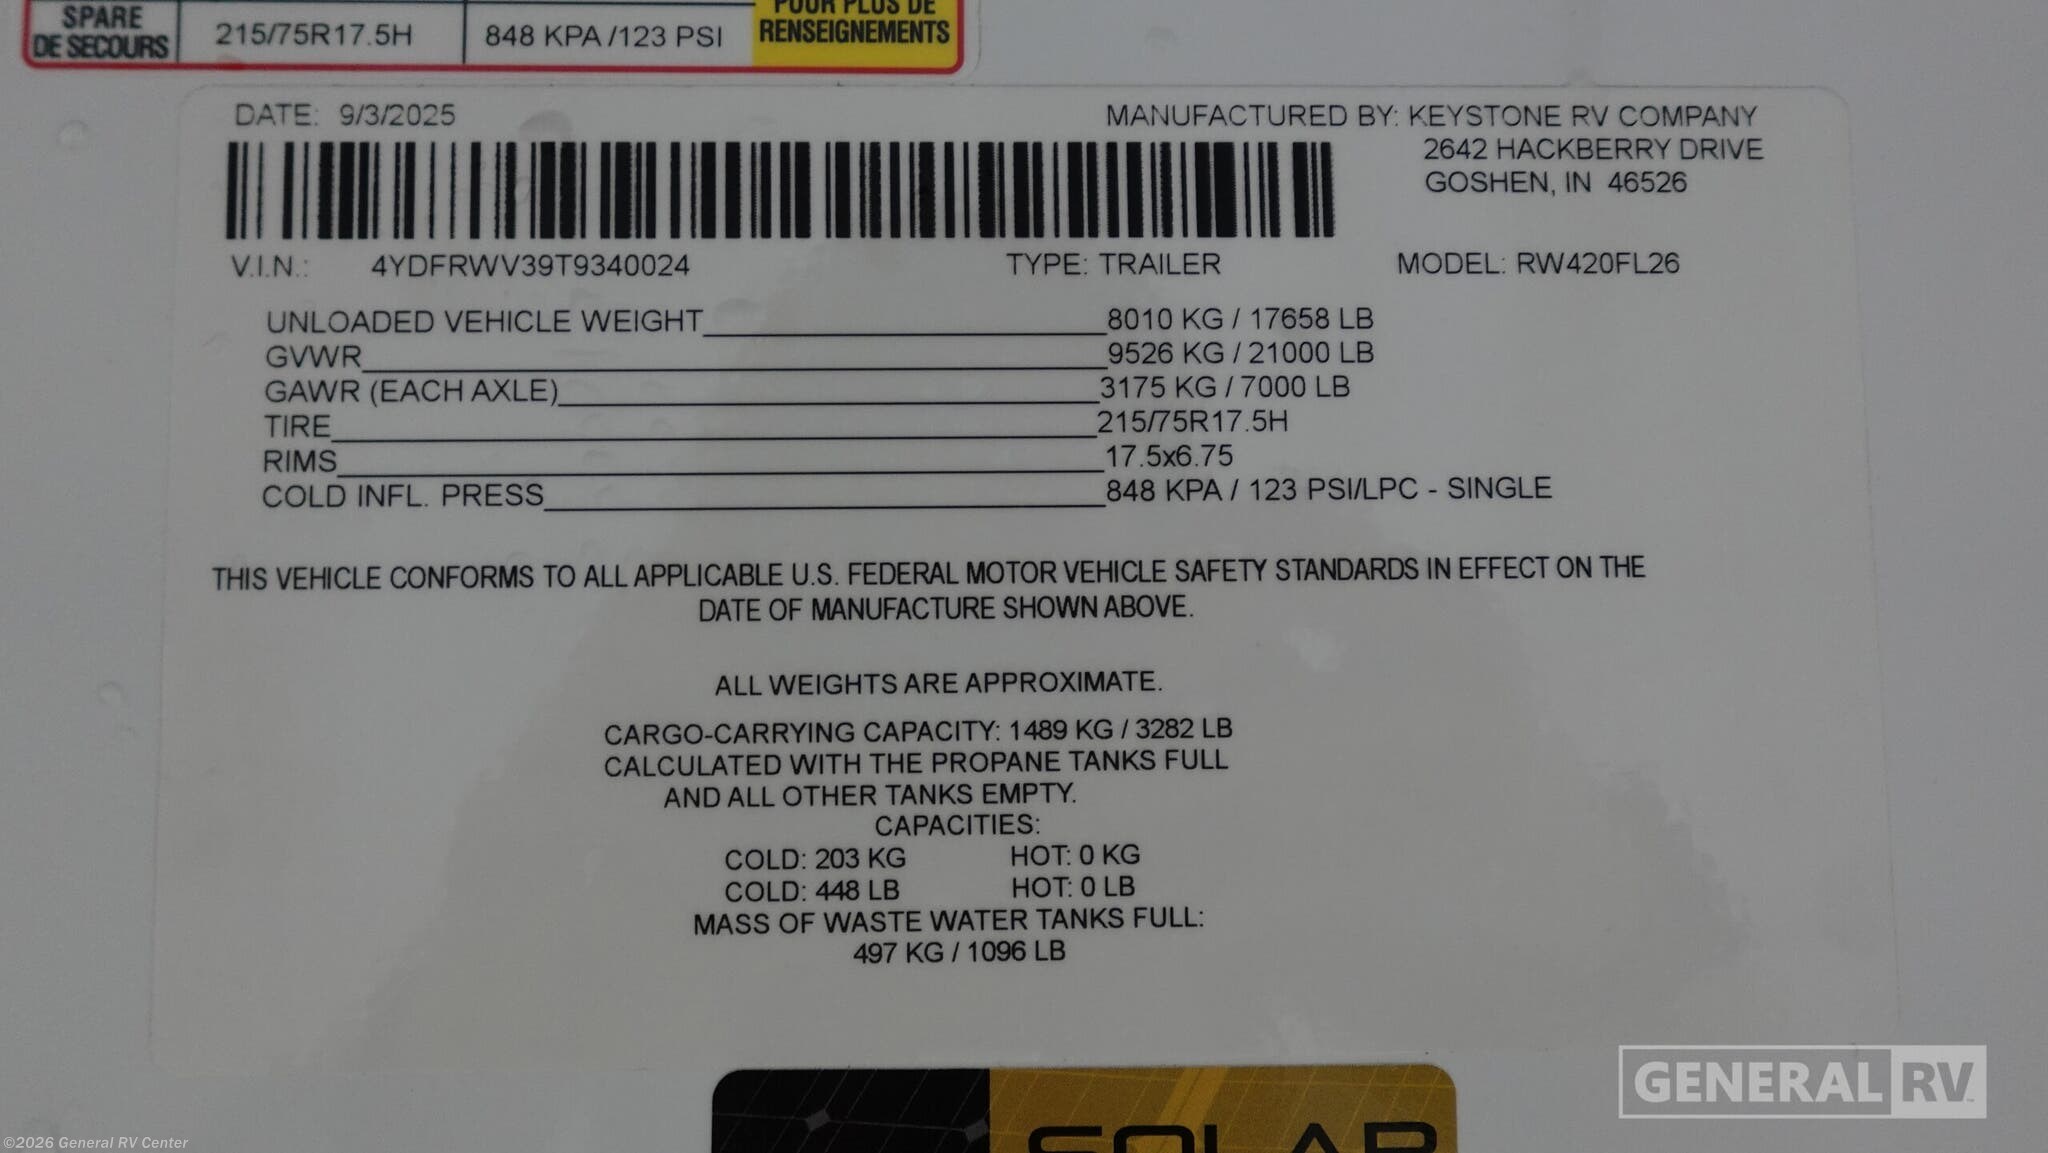 POUR PLUS DE
RENSEIGNEMENTS
SPARE
DE SECOURS
215/75R17.5H
848 KPA /123 PSI
DATE: 9/3/2025
MANUFACTURED BY: KEYSTONE RV COMPANY
2642 HACKBERRY DRIVE
GOSHEN, IN 46526
V.I.N.: 4YDFRWV39T9340024
TYPE: TRAILER
MODEL: RW420FL26
UNLOADED VEHICLE WEIGHT 8010 KG / 17658 LB
GVWR 9526 KG / 21000 LB
GAWR (EACH AXLE) 3175 KG / 7000 LB
TIRE 215/75R17.5H
RIMS 17.5x6.75
COLD INFL. PRESS 848 KPA / 123 PSI/LPC - SINGLE
THIS VEHICLE CONFORMS TO ALL APPLICABLE U.S. FEDERAL MOTOR VEHICLE SAFETY STANDARDS IN EFFECT ON THE
DATE OF MANUFACTURE SHOWN ABOVE.
ALL WEIGHTS ARE APPROXIMATE.
CARGO-CARRYING CAPACITY: 1489 KG / 3282 LB
CALCULATED WITH THE PROPANE TANKS FULL
AND ALL OTHER TANKS EMPTY.
CAPACITIES:
COLD: 203 KG HOT: 0 KG
COLD: 448 LB HOT: 0 LB
MASS OF WASTE WATER TANKS FULL:
497 KG / 1096 LB
SOLAR
GENERAL RV
©2026 General RV Center